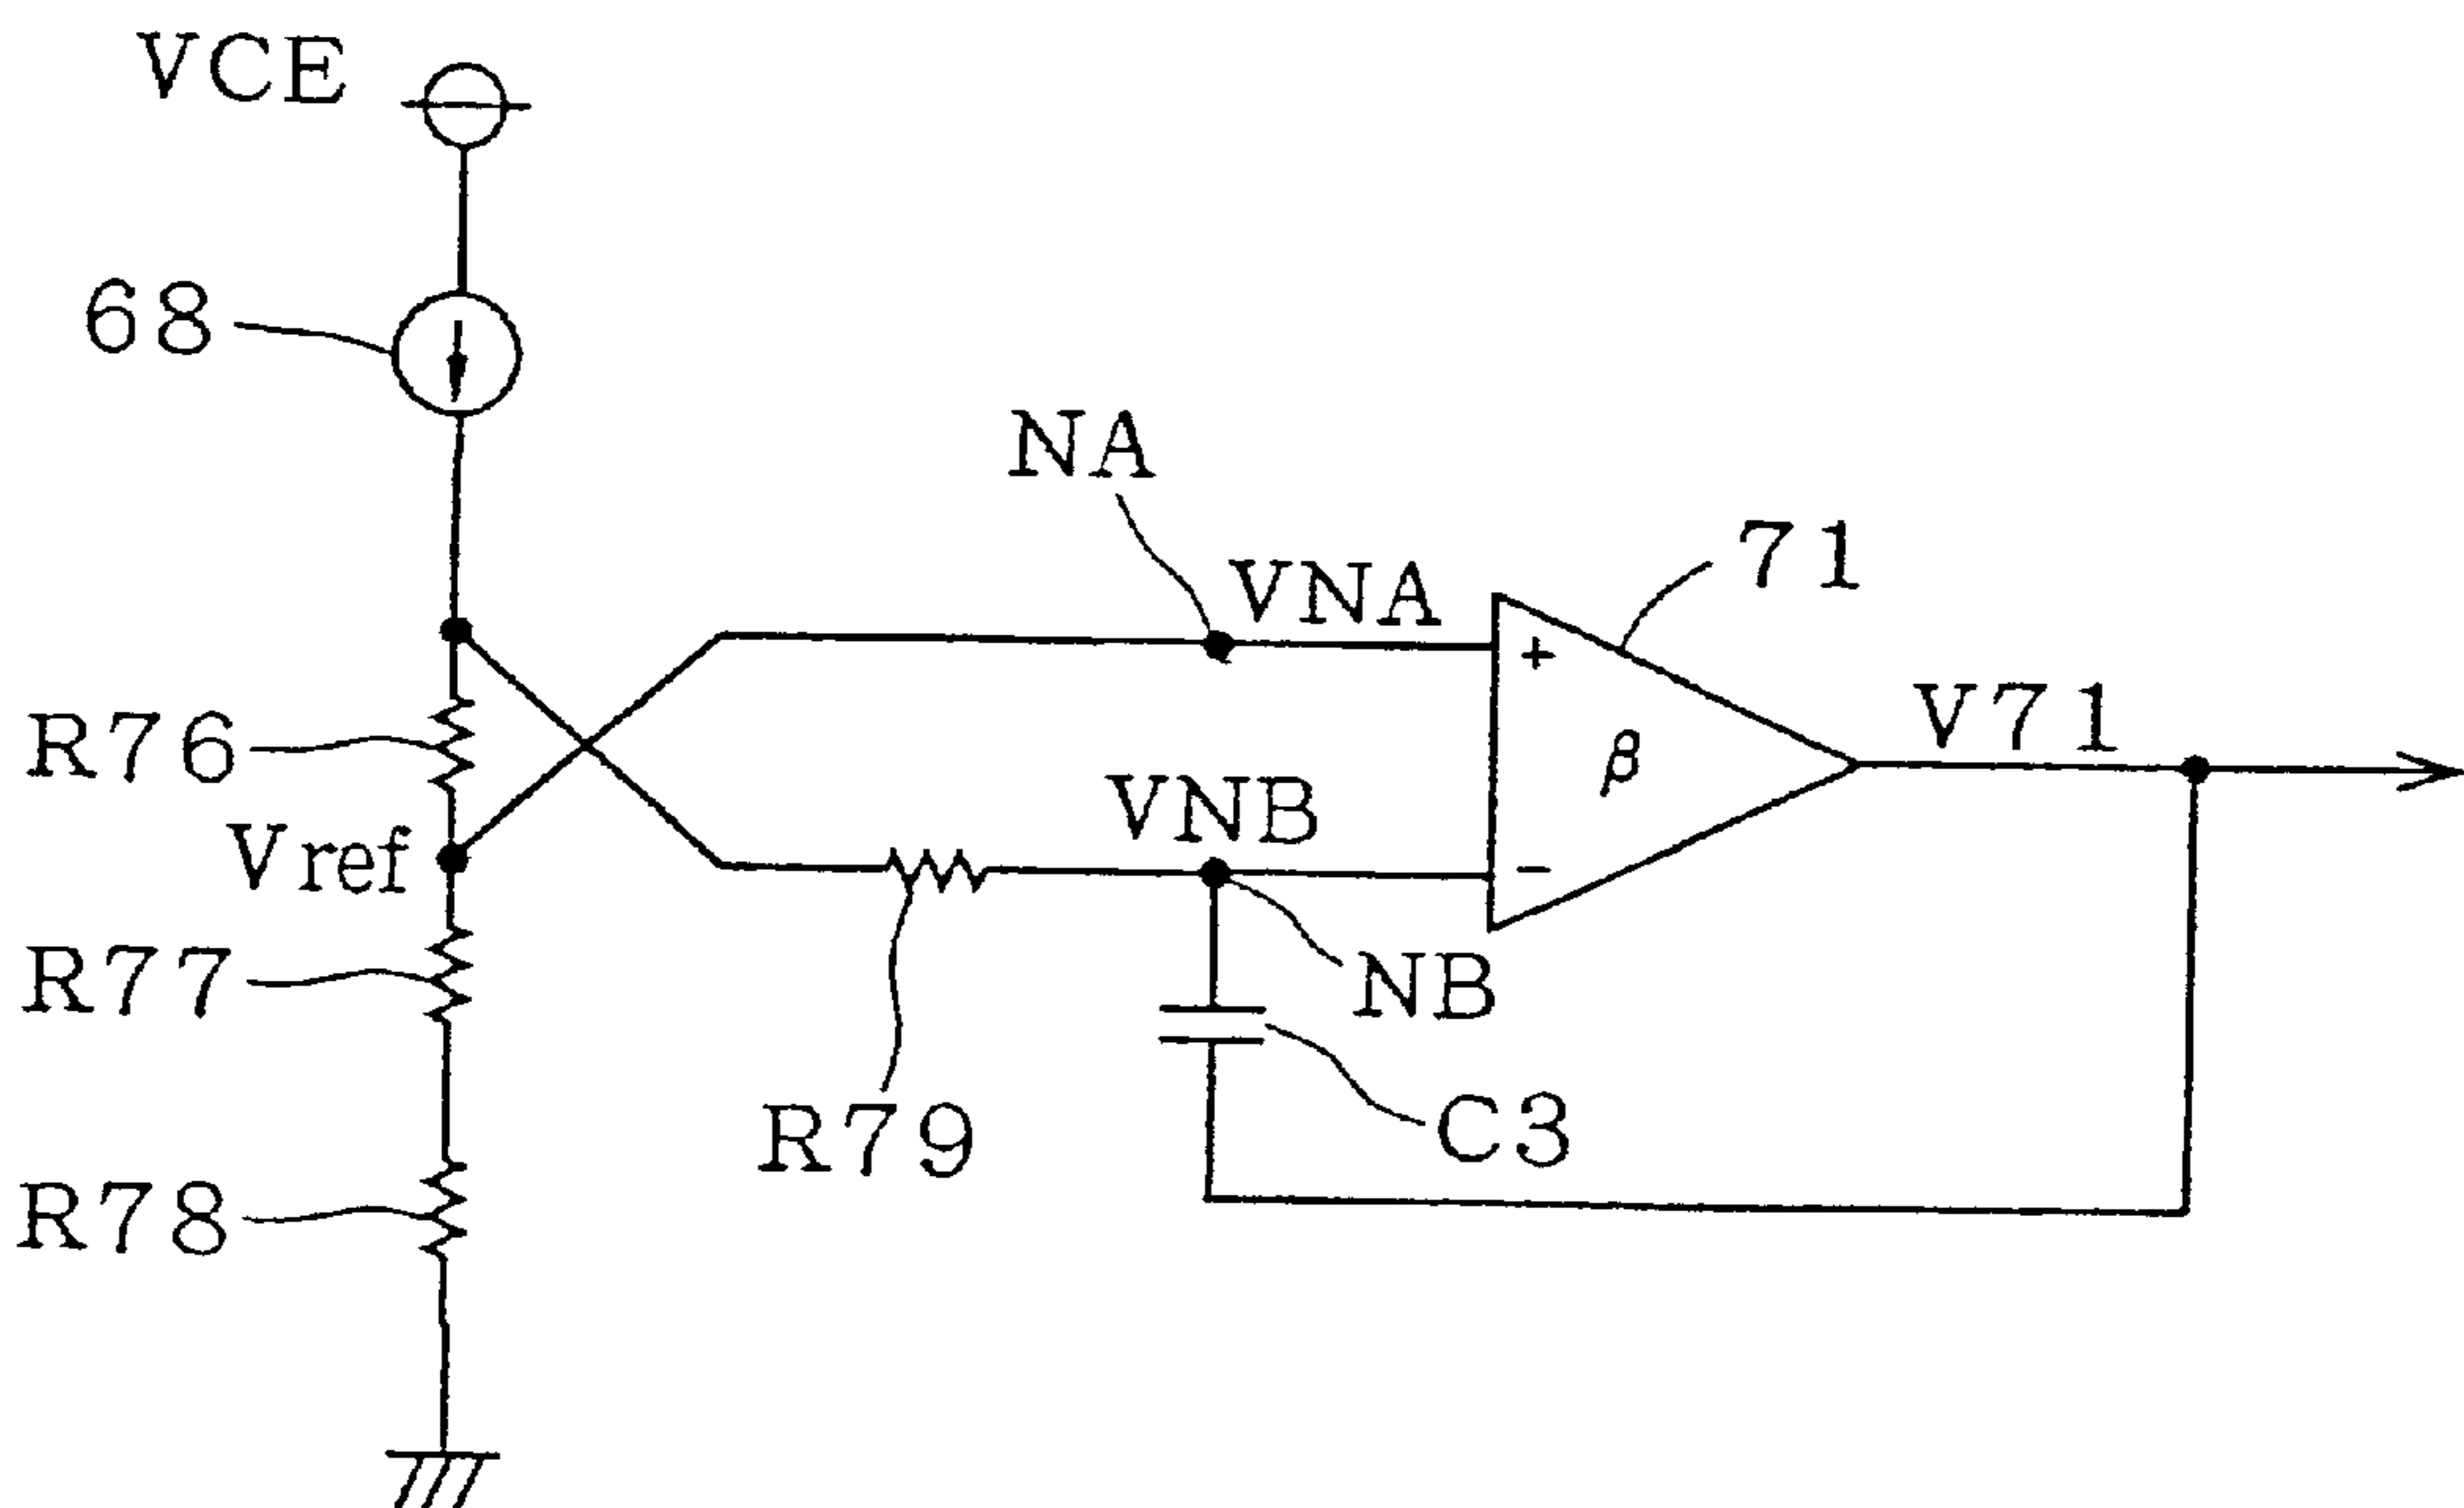 VCE
68
NA
71
VNA
+
R76
β
V71
VNB
Vref
-
R77
NB
R79
C3
R78